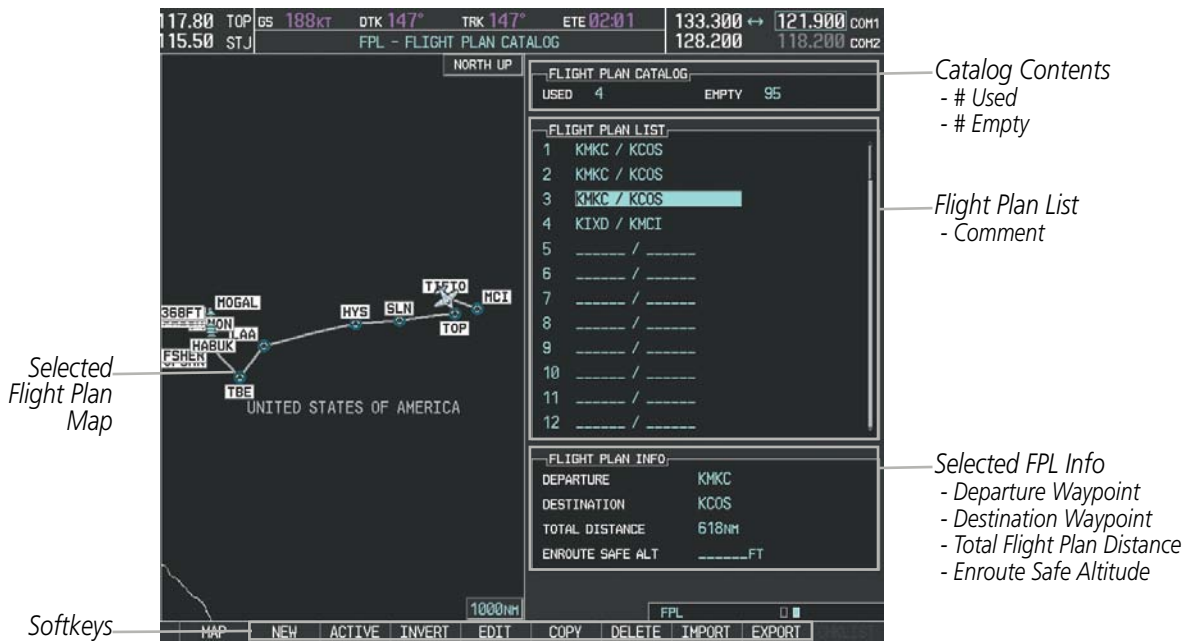 117.80 TOP GS 188KT DTK 147° TRK 147° ETE 02:01 133.300 ↔ 121.900 COM1
115.50 STJ FPL - FLIGHT PLAN CATALOG 128.200 118.200 COM2
NORTH UP
FLIGHT PLAN CATALOG
USED 4 EMPTY 95
Catalog Contents
- # Used
- # Empty
FLIGHT PLAN LIST
1 KMKC / KCOS
2 KMKC / KCOS
3 KMKC / KCOS
4 KIXD / KMCI
5 ______ / ______
6 ______ / ______
7 ______ / ______
8 ______ / ______
9 ______ / ______
10 ______ / ______
11 ______ / ______
12 ______ / ______
Flight Plan List
- Comment
MOGAL
368FT
LAA
HABUK
FSHER
TBE
HYS
SLN
TOP
MCI
UNITED STATES OF AMERICA
Selected
Flight Plan
Map
FLIGHT PLAN INFO
DEPARTURE KMKC
DESTINATION KCOS
TOTAL DISTANCE 618NM
ENROUTE SAFE ALT ______FT
Selected FPL Info
- Departure Waypoint
- Destination Waypoint
- Total Flight Plan Distance
- Enroute Safe Altitude
1000NM
FPL
Softkeys
MAP NEW ACTIVE INVERT EDIT COPY DELETE IMPORT EXPORT